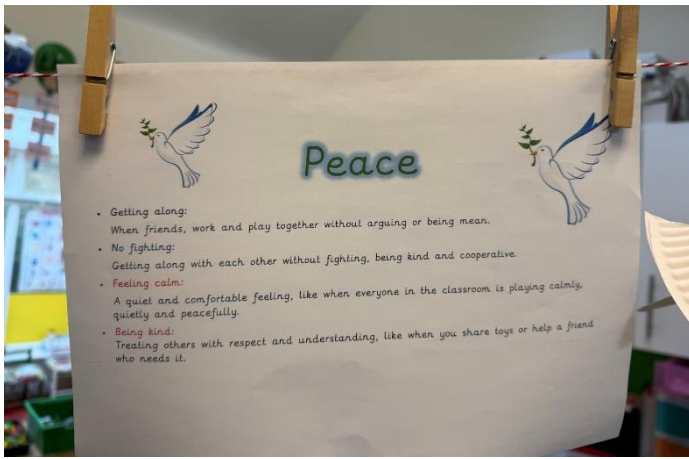 Peace
• Getting along:
When friends, work and play together without arguing or being mean.
• No fighting:
Getting along with each other without fighting, being kind and cooperative.
• Feeling calm:
A quiet and comfortable feeling, like when everyone in the classroom is playing calmly,
quietly and peacefully.
• Being kind:
Treating others with respect and understanding, like when you share toys or help a friend
who needs it.